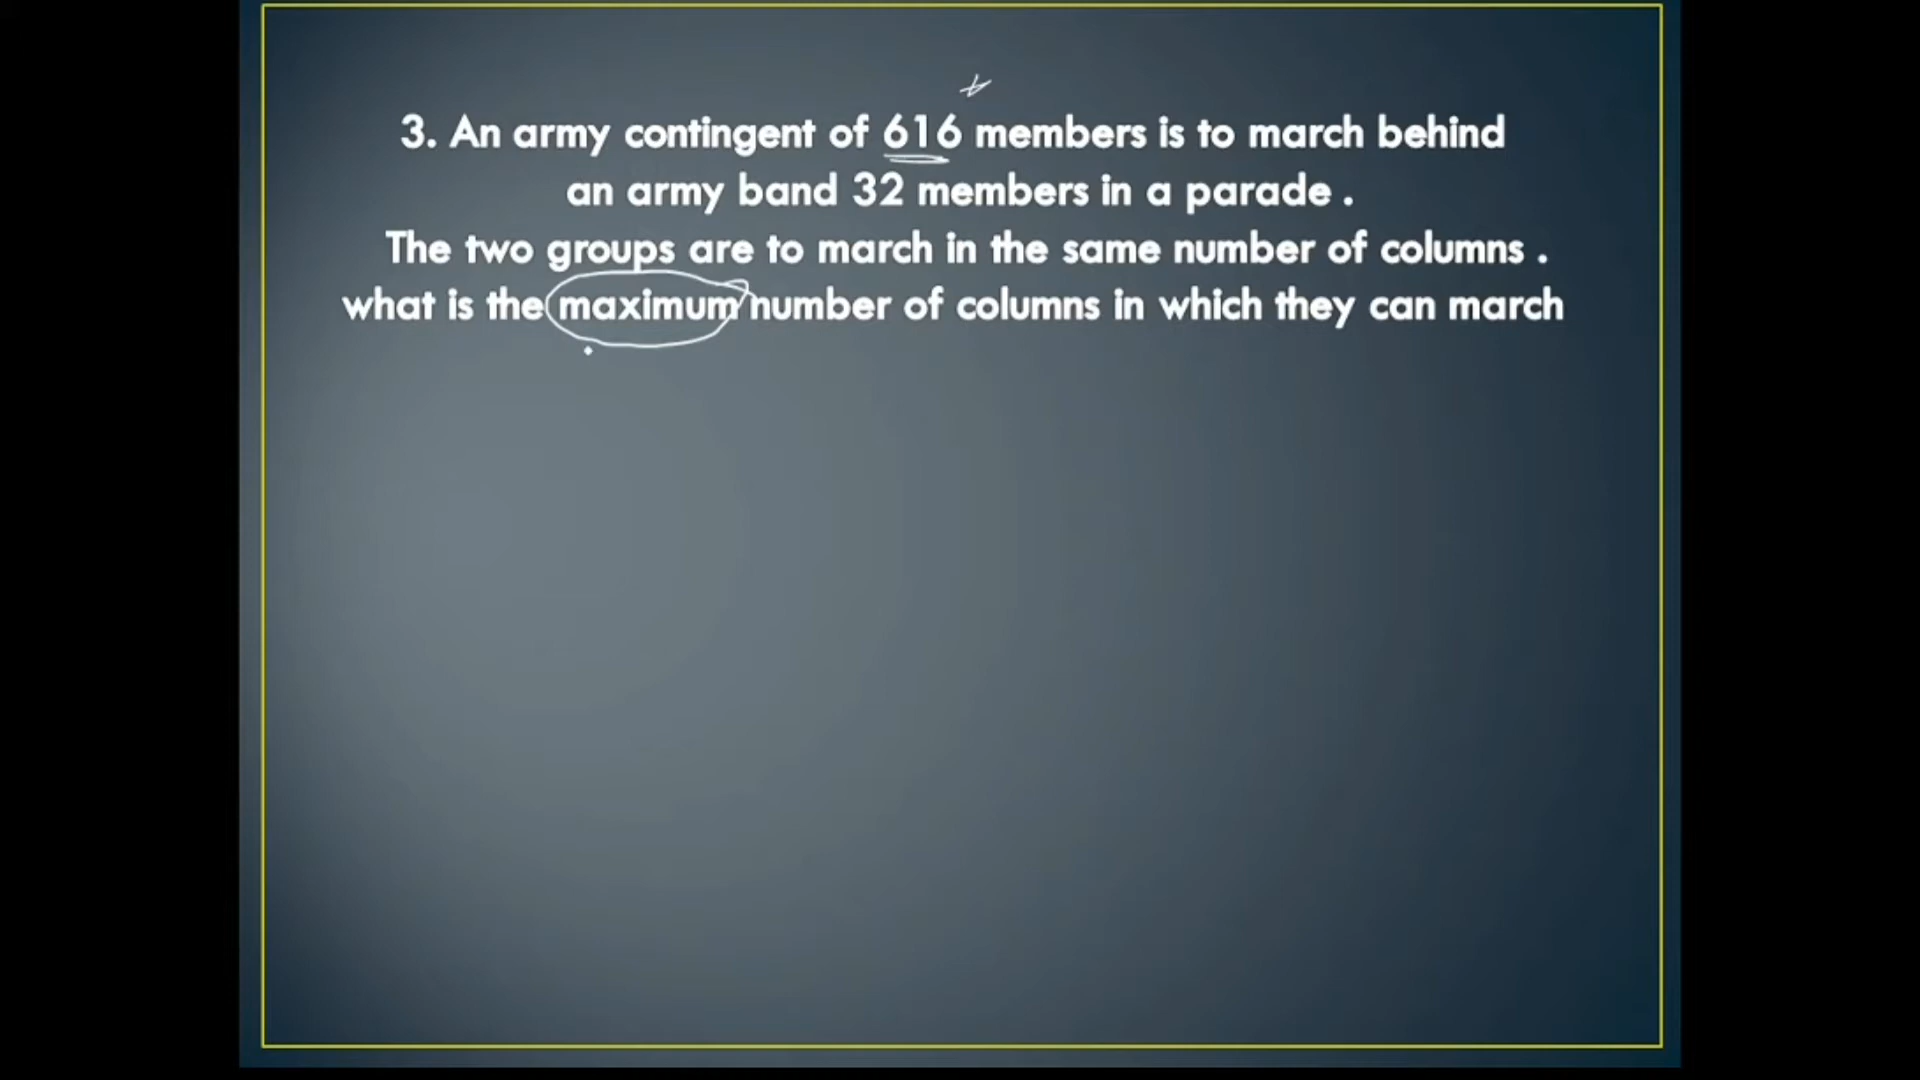 3. An army contingent of 616 members is to march behind
an army band 32 members in a parade .
The two groups are to march in the same number of columns .
what is the maximum number of columns in which they can march